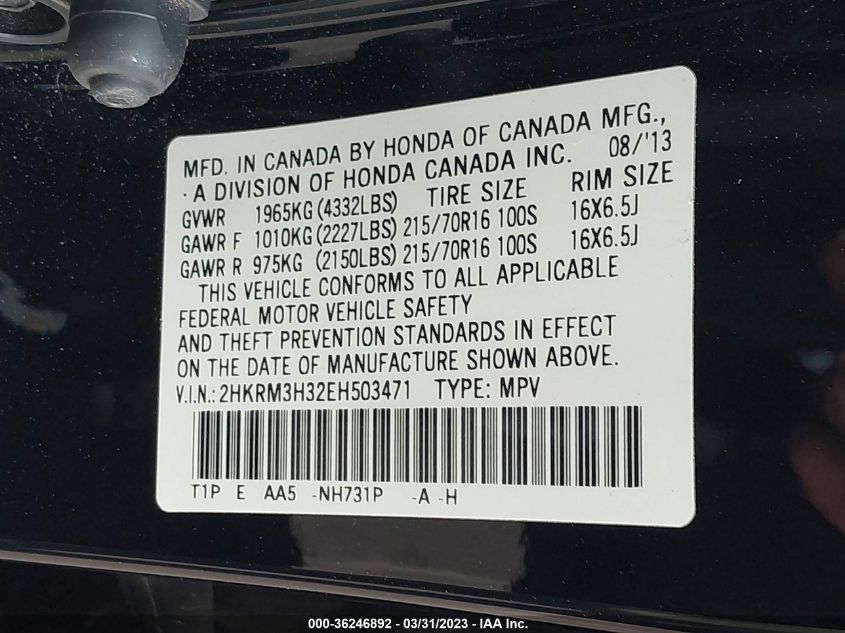 MFD. IN CANADA BY HONDA OF CANADA MFG.,
· A DIVISION OF HONDA CANADA INC. 08/'13
GVWR 1965KG (4332LBS) TIRE SIZE RIM SIZE
GAWR F 1010KG (2227LBS) 215/70R16 100S 16X6.5J
GAWR R 975KG (2150LBS) 215/70R16 100S 16X6.5J
THIS VEHICLE CONFORMS TO ALL APPLICABLE
FEDERAL MOTOR VEHICLE SAFETY
AND THEFT PREVENTION STANDARDS IN EFFECT
ON THE DATE OF MANUFACTURE SHOWN ABOVE.
V.I.N.: 2HKRM3H32EH503471 TYPE: MPV
T1P E AA5 -NH731P -A -H
000-36246892 - 03/31/2023 - IAA Inc.